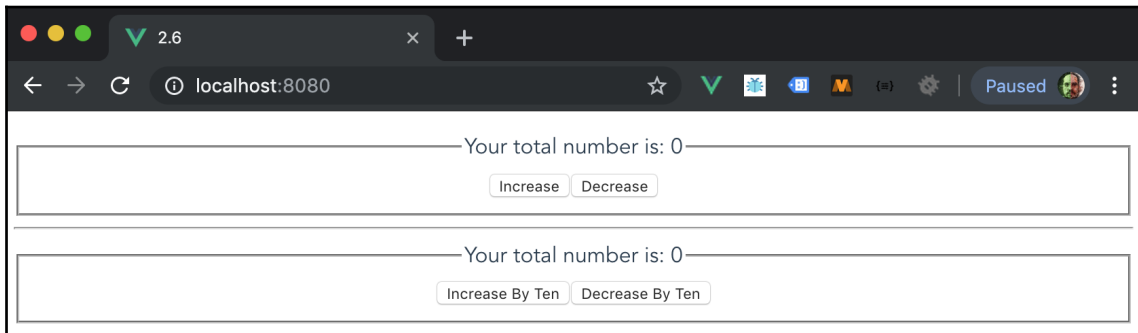 2.6
localhost:8080 Paused
Your total number is: 0
Increase Decrease
Your total number is: 0
Increase By Ten Decrease By Ten